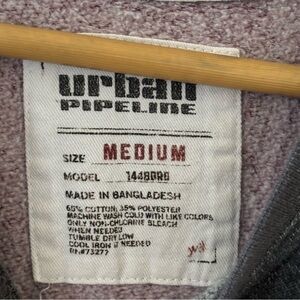 urban
PIPELINE
SIZE MEDIUM
MODEL 1448DRB
MADE IN BANGLADESH
65% COTTON, 35% POLYESTER
MACHINE WASH COLD WITH LIKE COLORS
ONLY NON-CHLORINE BLEACH
WHEN NEEDED
TUMBLE DRY LOW
COOL IRON IF NEEDED
RN#73277